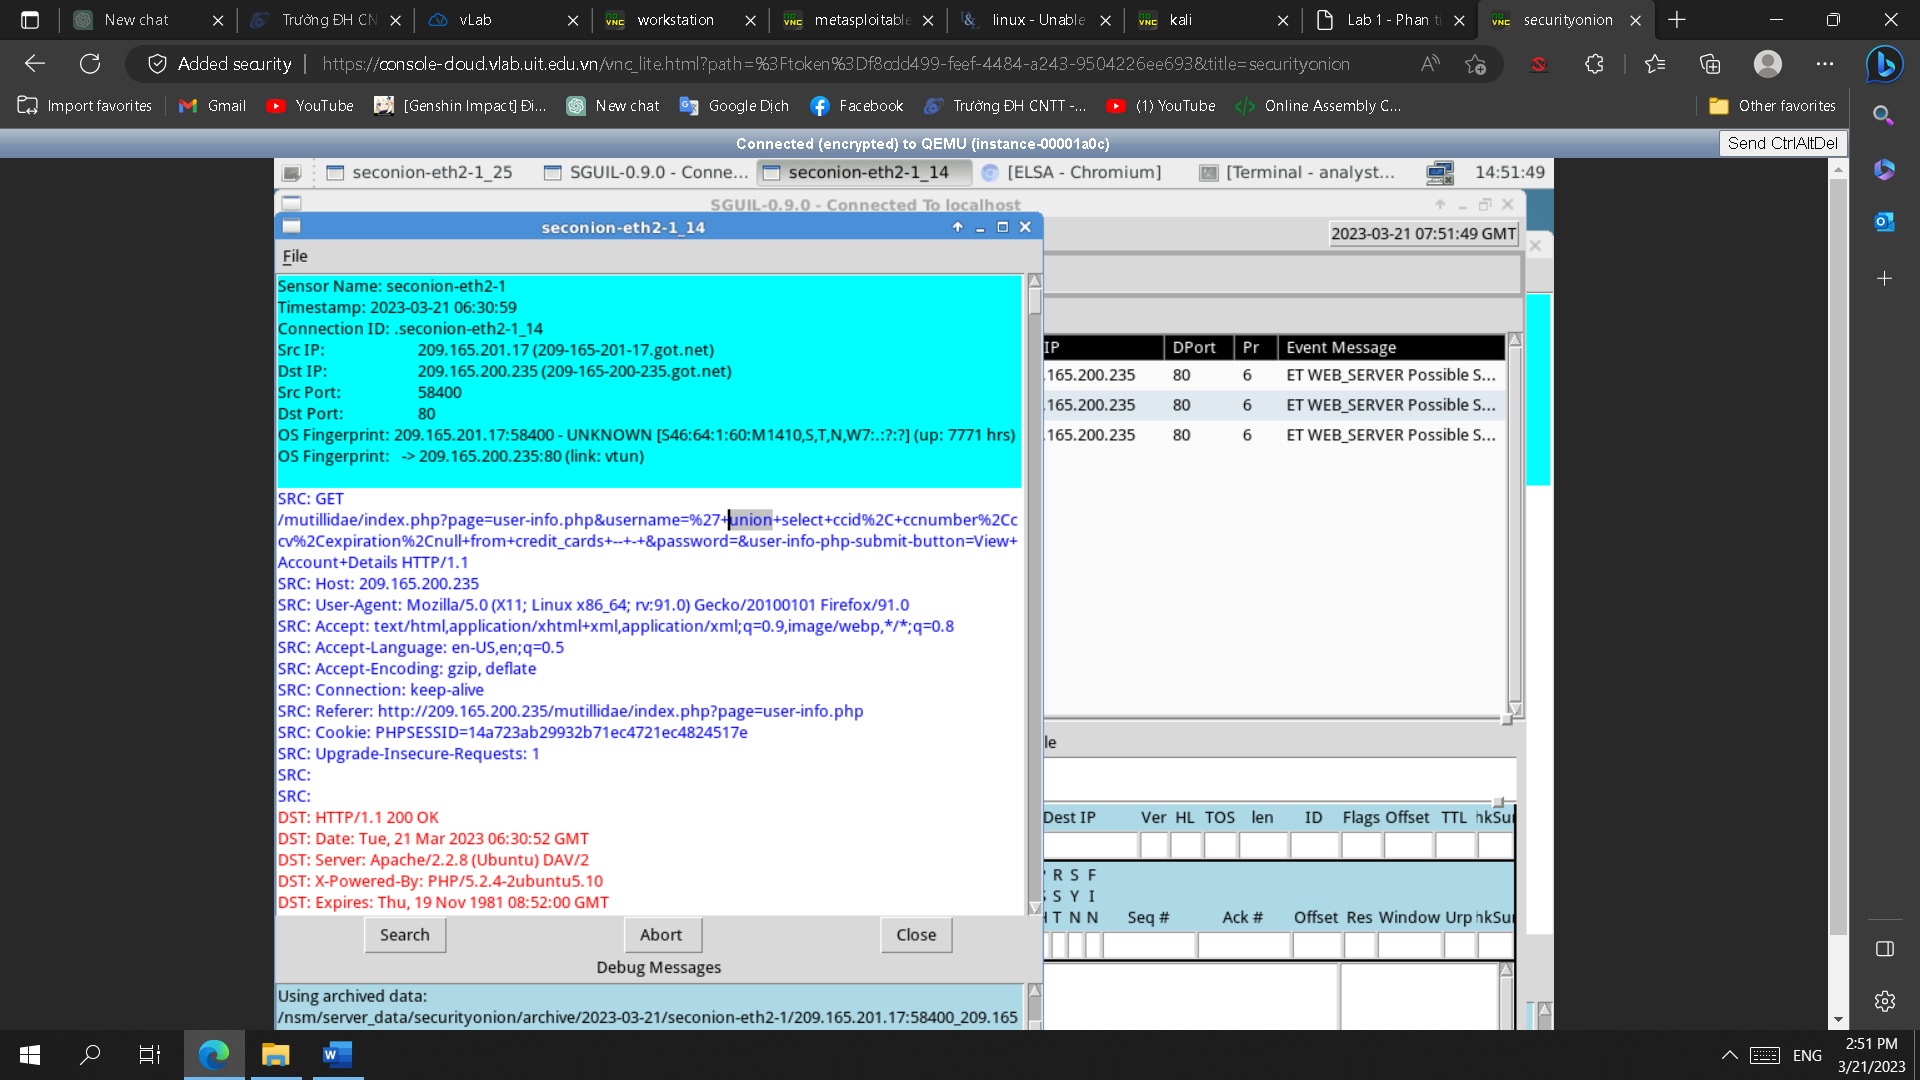 New chat
Trường ĐH CN
vLab
workstation
metasploitable
linux - Unable
kali
Lab 1 - Phan t
securityonion
Added security
https://console-cloud.vlab.uit.edu.vn/vnc_lite.html?path=%3Ftoken%3Df8cdd499-feef-4484-a243-9504226ee693&title=securityonion
Import favorites
Gmail
YouTube
[Genshin Impact] Đi...
New chat
Google Dịch
Facebook
Trường ĐH CNTT -...
(1) YouTube
Online Assembly C...
Other favorites
Connected (encrypted) to QEMU (instance-00001a0c)
Send CtrlAltDel
seconion-eth2-1_25
SGUIL-0.9.0 - Conne...
seconion-eth2-1_14
[ELSA - Chromium]
[Terminal - analyst...
14:51:49
SGUIL-0.9.0 - Connected To localhost
seconion-eth2-1_14
2023-03-21 07:51:49 GMT
File
Sensor Name: seconion-eth2-1
Timestamp: 2023-03-21 06:30:59
Connection ID: .seconion-eth2-1_14
Src IP: 209.165.201.17 (209-165-201-17.got.net)
Dst IP: 209.165.200.235 (209-165-200-235.got.net)
Src Port: 58400
Dst Port: 80
OS Fingerprint: 209.165.201.17:58400 - UNKNOWN [S46:64:1:60:M1410,S,T,N,W7:.:?:?] (up: 7771 hrs)
OS Fingerprint: -> 209.165.200.235:80 (link: vtun)
SRC: GET
/mutillidae/index.php?page=user-info.php&username=%27+union+select+ccid%2C+ccnumber%2Cc
cv%2Cexpiration%2Cnull+from+credit_cards+--+-+&password=&user-info-php-submit-button=View+
Account+Details HTTP/1.1
SRC: Host: 209.165.200.235
SRC: User-Agent: Mozilla/5.0 (X11; Linux x86_64; rv:91.0) Gecko/20100101 Firefox/91.0
SRC: Accept: text/html,application/xhtml+xml,application/xml;q=0.9,image/webp,*/*;q=0.8
SRC: Accept-Language: en-US,en;q=0.5
SRC: Accept-Encoding: gzip, deflate
SRC: Connection: keep-alive
SRC: Referer: http://209.165.200.235/mutillidae/index.php?page=user-info.php
SRC: Cookie: PHPSESSID=14a723ab29932b71ec4721ec4824517e
SRC: Upgrade-Insecure-Requests: 1
SRC:
SRC:
DST: HTTP/1.1 200 OK
DST: Date: Tue, 21 Mar 2023 06:30:52 GMT
DST: Server: Apache/2.2.8 (Ubuntu) DAV/2
DST: X-Powered-By: PHP/5.2.4-2ubuntu5.10
DST: Expires: Thu, 19 Nov 1981 08:52:00 GMT
Search
Abort
Close
Debug Messages
Using archived data:
/nsm/server_data/securityonion/archive/2023-03-21/seconion-eth2-1/209.165.201.17:58400_209.165
IP DPort Pr Event Message
.165.200.235 80 6 ET WEB_SERVER Possible S...
.165.200.235 80 6 ET WEB_SERVER Possible S...
.165.200.235 80 6 ET WEB_SERVER Possible S...
le
Dest IP Ver HL TOS len ID Flags Offset TTL hkSu
R S F
S Y I
T N N Seq # Ack # Offset Res Window Urp hkSu
ENG
2:51 PM
3/21/2023